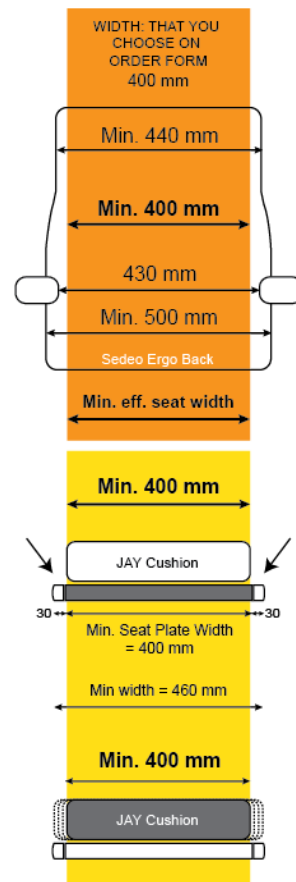 WIDTH: THAT YOU
CHOOSE ON
ORDER FORM
400 mm
Min. 440 mm
Min. 400 mm
430 mm
Min. 500 mm
Sedeo Ergo Back
Min. eff. seat width
Min. 400 mm
JAY Cushion
30 30
Min. Seat Plate Width
= 400 mm
Min width = 460 mm
Min. 400 mm
JAY Cushion